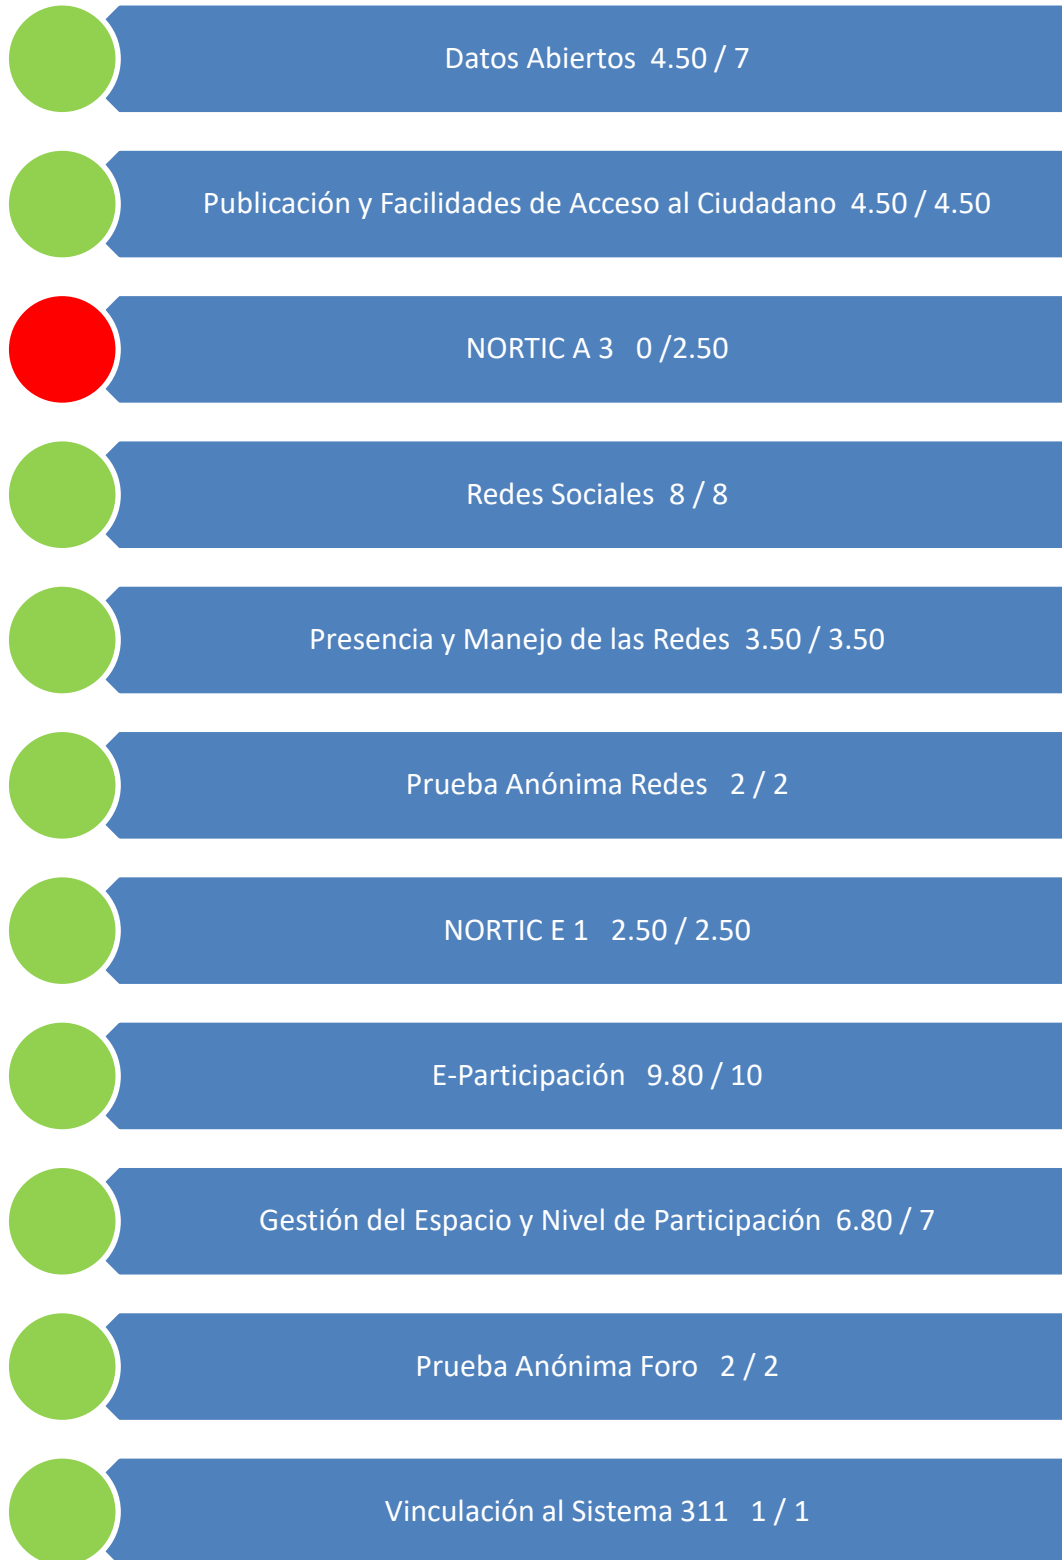 Datos Abiertos 4.50 / 7
Publicación y Facilidades de Acceso al Ciudadano 4.50 / 4.50
NORTIC A 3 0 /2.50
Redes Sociales 8 / 8
Presencia y Manejo de las Redes 3.50 / 3.50
Prueba Anónima Redes 2 / 2
NORTIC E 1 2.50 / 2.50
E-Participación 9.80 / 10
Gestión del Espacio y Nivel de Participación 6.80 / 7
Prueba Anónima Foro 2 / 2
Vinculación al Sistema 311 1 / 1